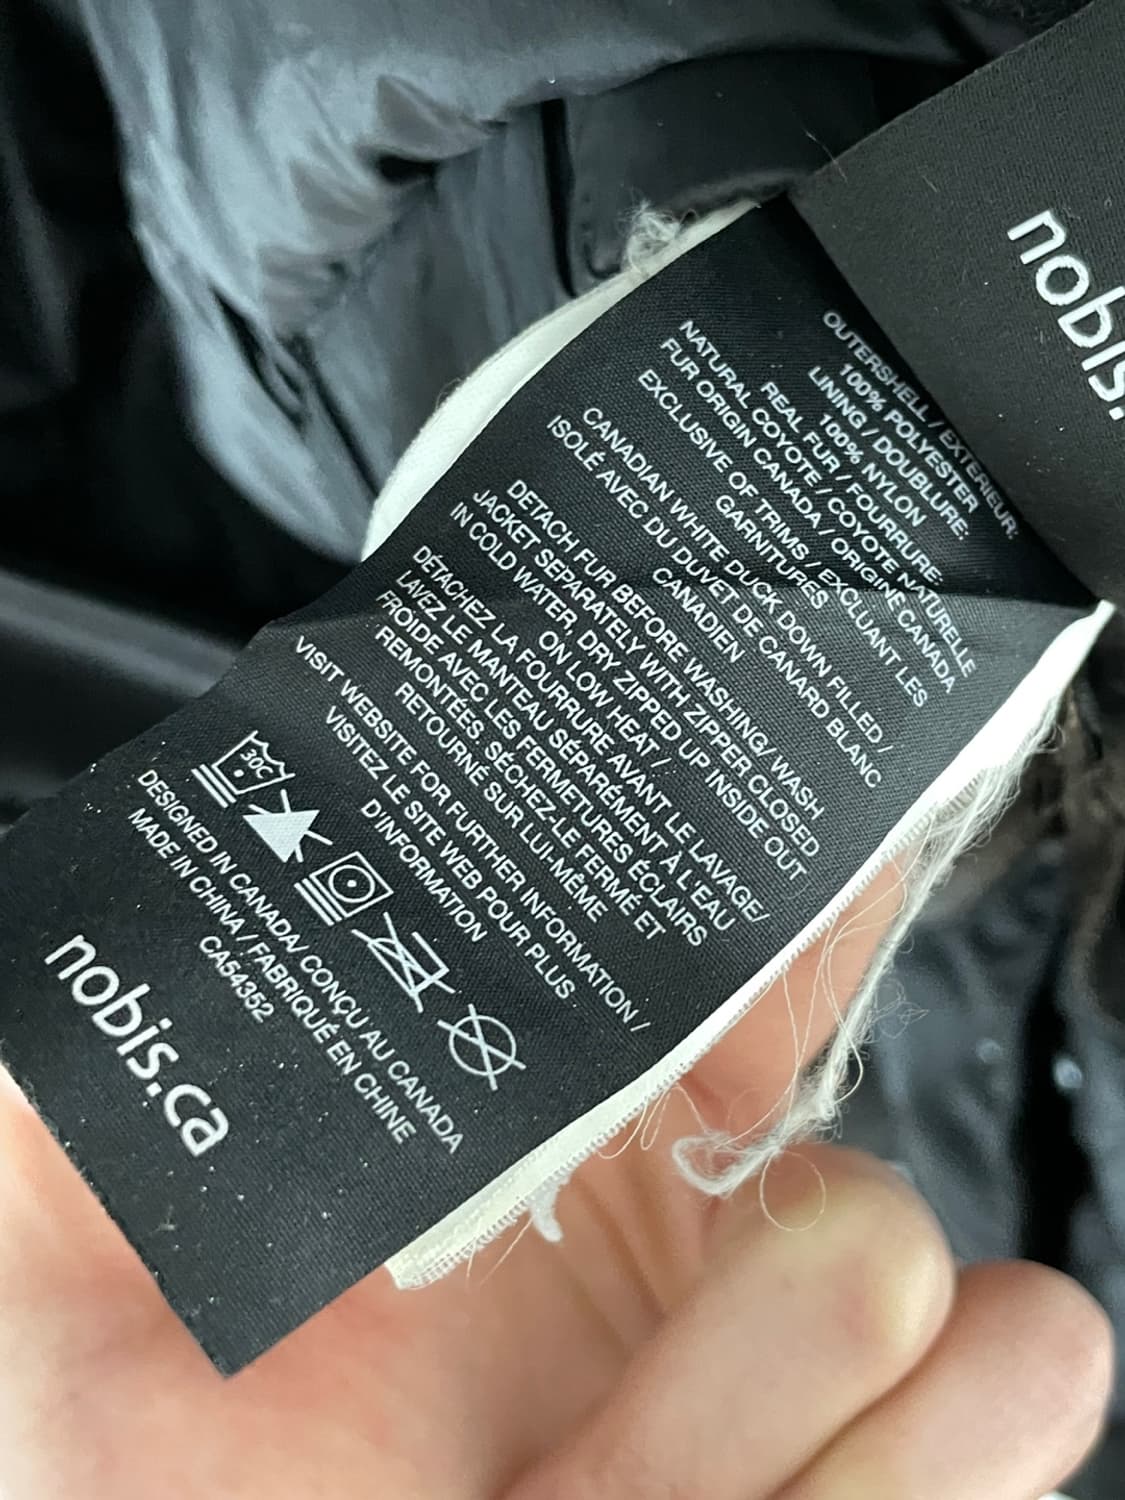 nobis.
OUTERSHELL / EXTÉRIEUR:
100% POLYESTER
LINING / DOUBLURE:
100% NYLON
REAL FUR / FOURRURE:
NATURAL COYOTE / COYOTE NATURELLE
FUR ORIGIN CANADA / ORIGINE CANADA
EXCLUSIVE OF TRIMS / EXCLUANT LES
GARNITURES
CANADIAN WHITE DUCK DOWN FILLED /
ISOLÉ AVEC DU DUVET DE CANARD BLANC
CANADIEN
DETACH FUR BEFORE WASHING/ WASH
JACKET SEPARATELY WITH ZIPPER CLOSED
IN COLD WATER, DRY ZIPPED UP INSIDE OUT
ON LOW HEAT /
DÉTACHEZ LA FOURRURE AVANT LE LAVAGE/
LAVEZ LE MANTEAU SÉPARÉMENT À L'EAU
FROIDE AVEC LES FERMETURES ÉCLAIRS
REMONTÉES, SÉCHEZ-LE FERMÉ ET
RETOURNÉ SUR LUI-MÊME
VISIT WEBSITE FOR FURTHER INFORMATION /
VISITEZ LE SITE WEB POUR PLUS
D'INFORMATION
30C
DESIGNED IN CANADA/ CONÇU AU CANADA
MADE IN CHINA / FABRIQUÉ EN CHINE
CA54352
nobis.ca